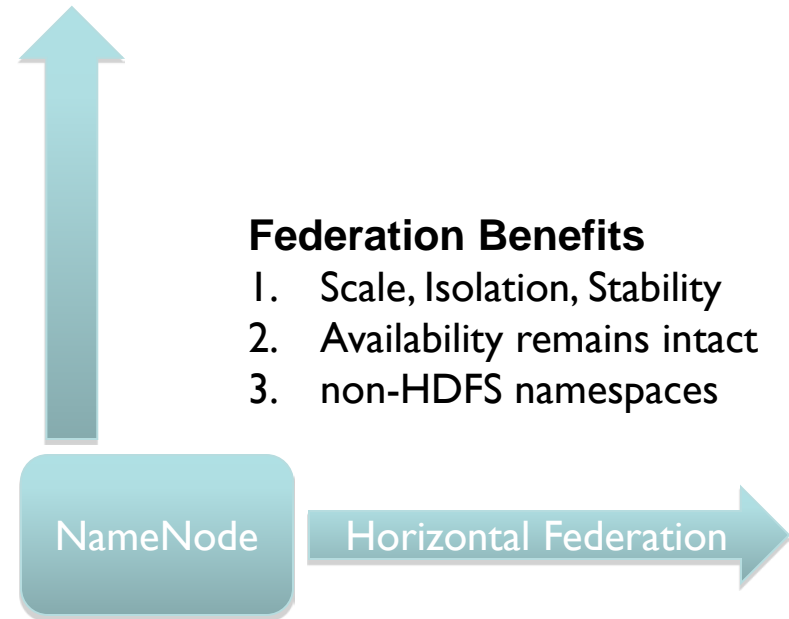 Federation Benefits
1. Scale, Isolation, Stability
2. Availability remains intact
3. non-HDFS namespaces
NameNode
Horizontal Federation